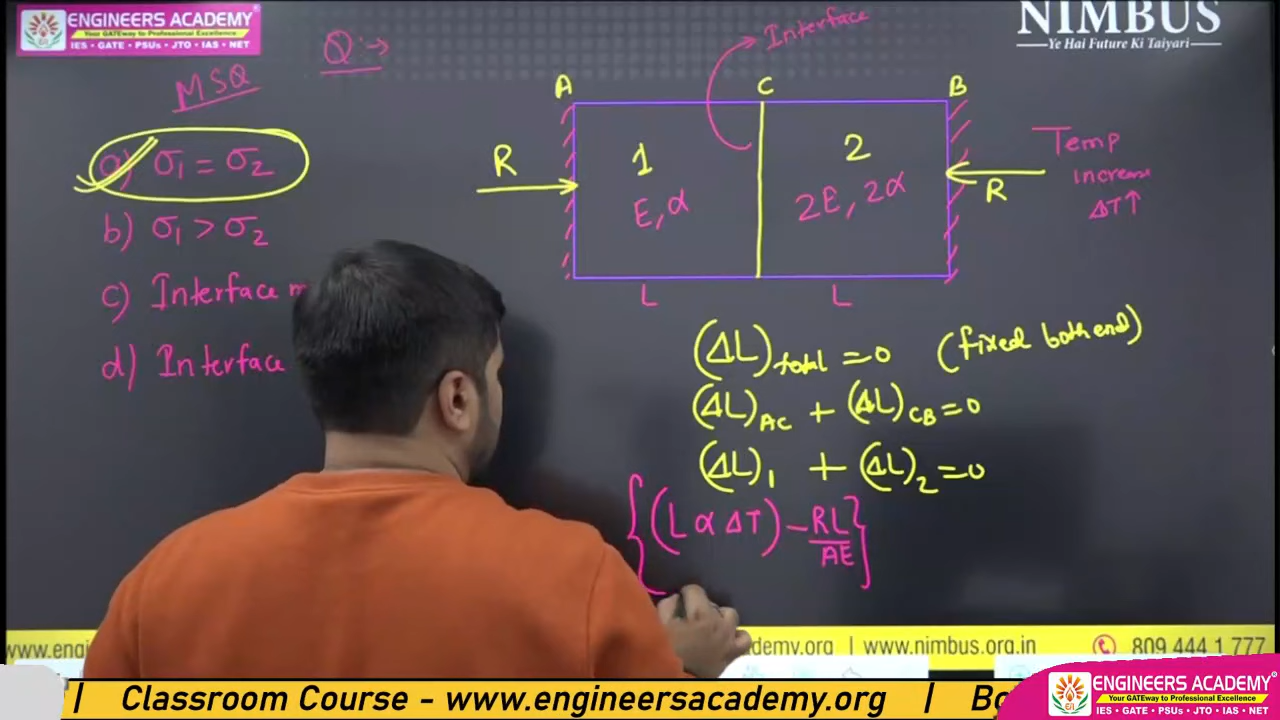 ENGINEERS ACADEMY
Your GATEway to Professional Excellence
IES • GATE • PSUs • JTO • IAS • NET
NIMBUS
Ye Hai Future Ki Taiyari
Q:→
MSQ
a) σ₁ = σ₂
b) σ₁ > σ₂
c) Interface
d) Interface
Interface
A C B
R 1 2 R
E, α 2E, 2α
Temp
increase
ΔT↑
L L
(ΔL)total = 0 (fixed both end)
(ΔL)AC + (ΔL)CB = 0
(ΔL)₁ + (ΔL)₂ = 0
{(L α ΔT) - RL/AE}
www.engi
demy.org | www.nimbus.org.in 809 444 1 777
| Classroom Course - www.engineersacademy.org |
ENGINEERS ACADEMY
Your GATEway to Professional Excellence
IES • GATE • PSUs • JTO • IAS • NET